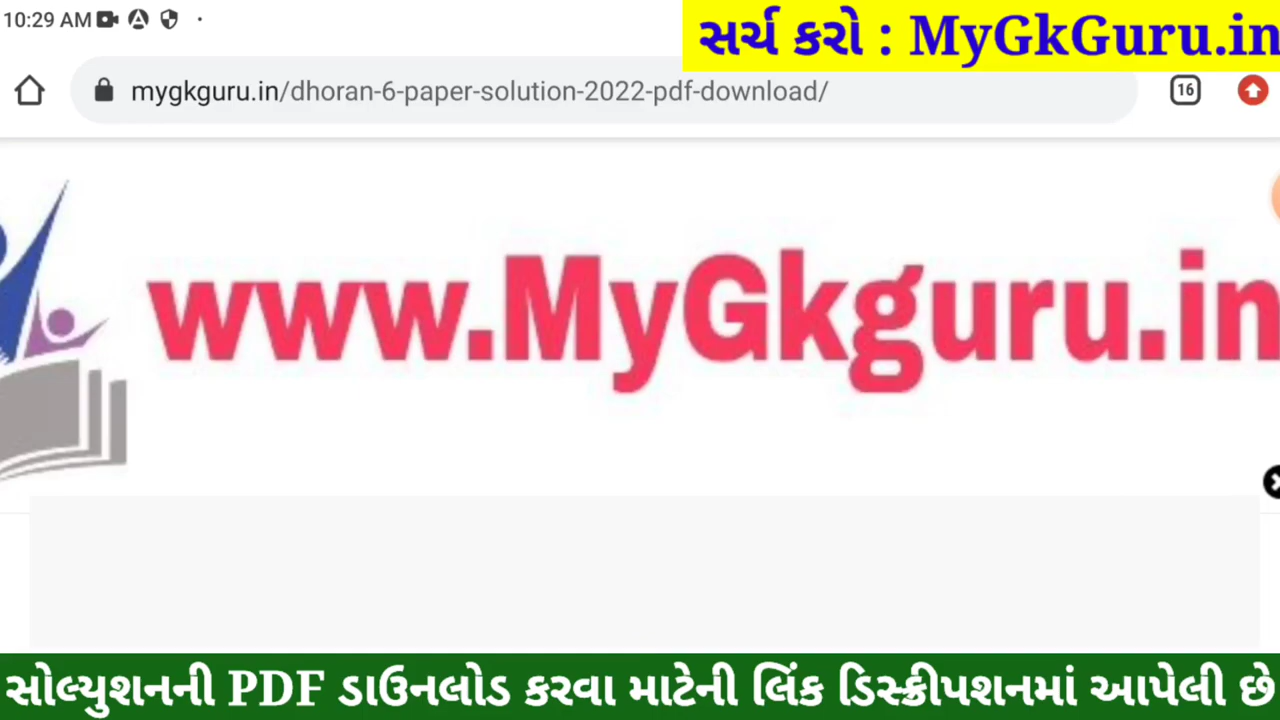 10:29 AM
સર્ચ કરો : MyGkGuru.in
mygkguru.in/dhoran-6-paper-solution-2022-pdf-download/
16
www.MyGkguru.in
સોલ્યુશનની PDF ડાઉનલોડ કરવા માટેની લિંક ડિસ્ક્રીપશનમાં આપેલી છે